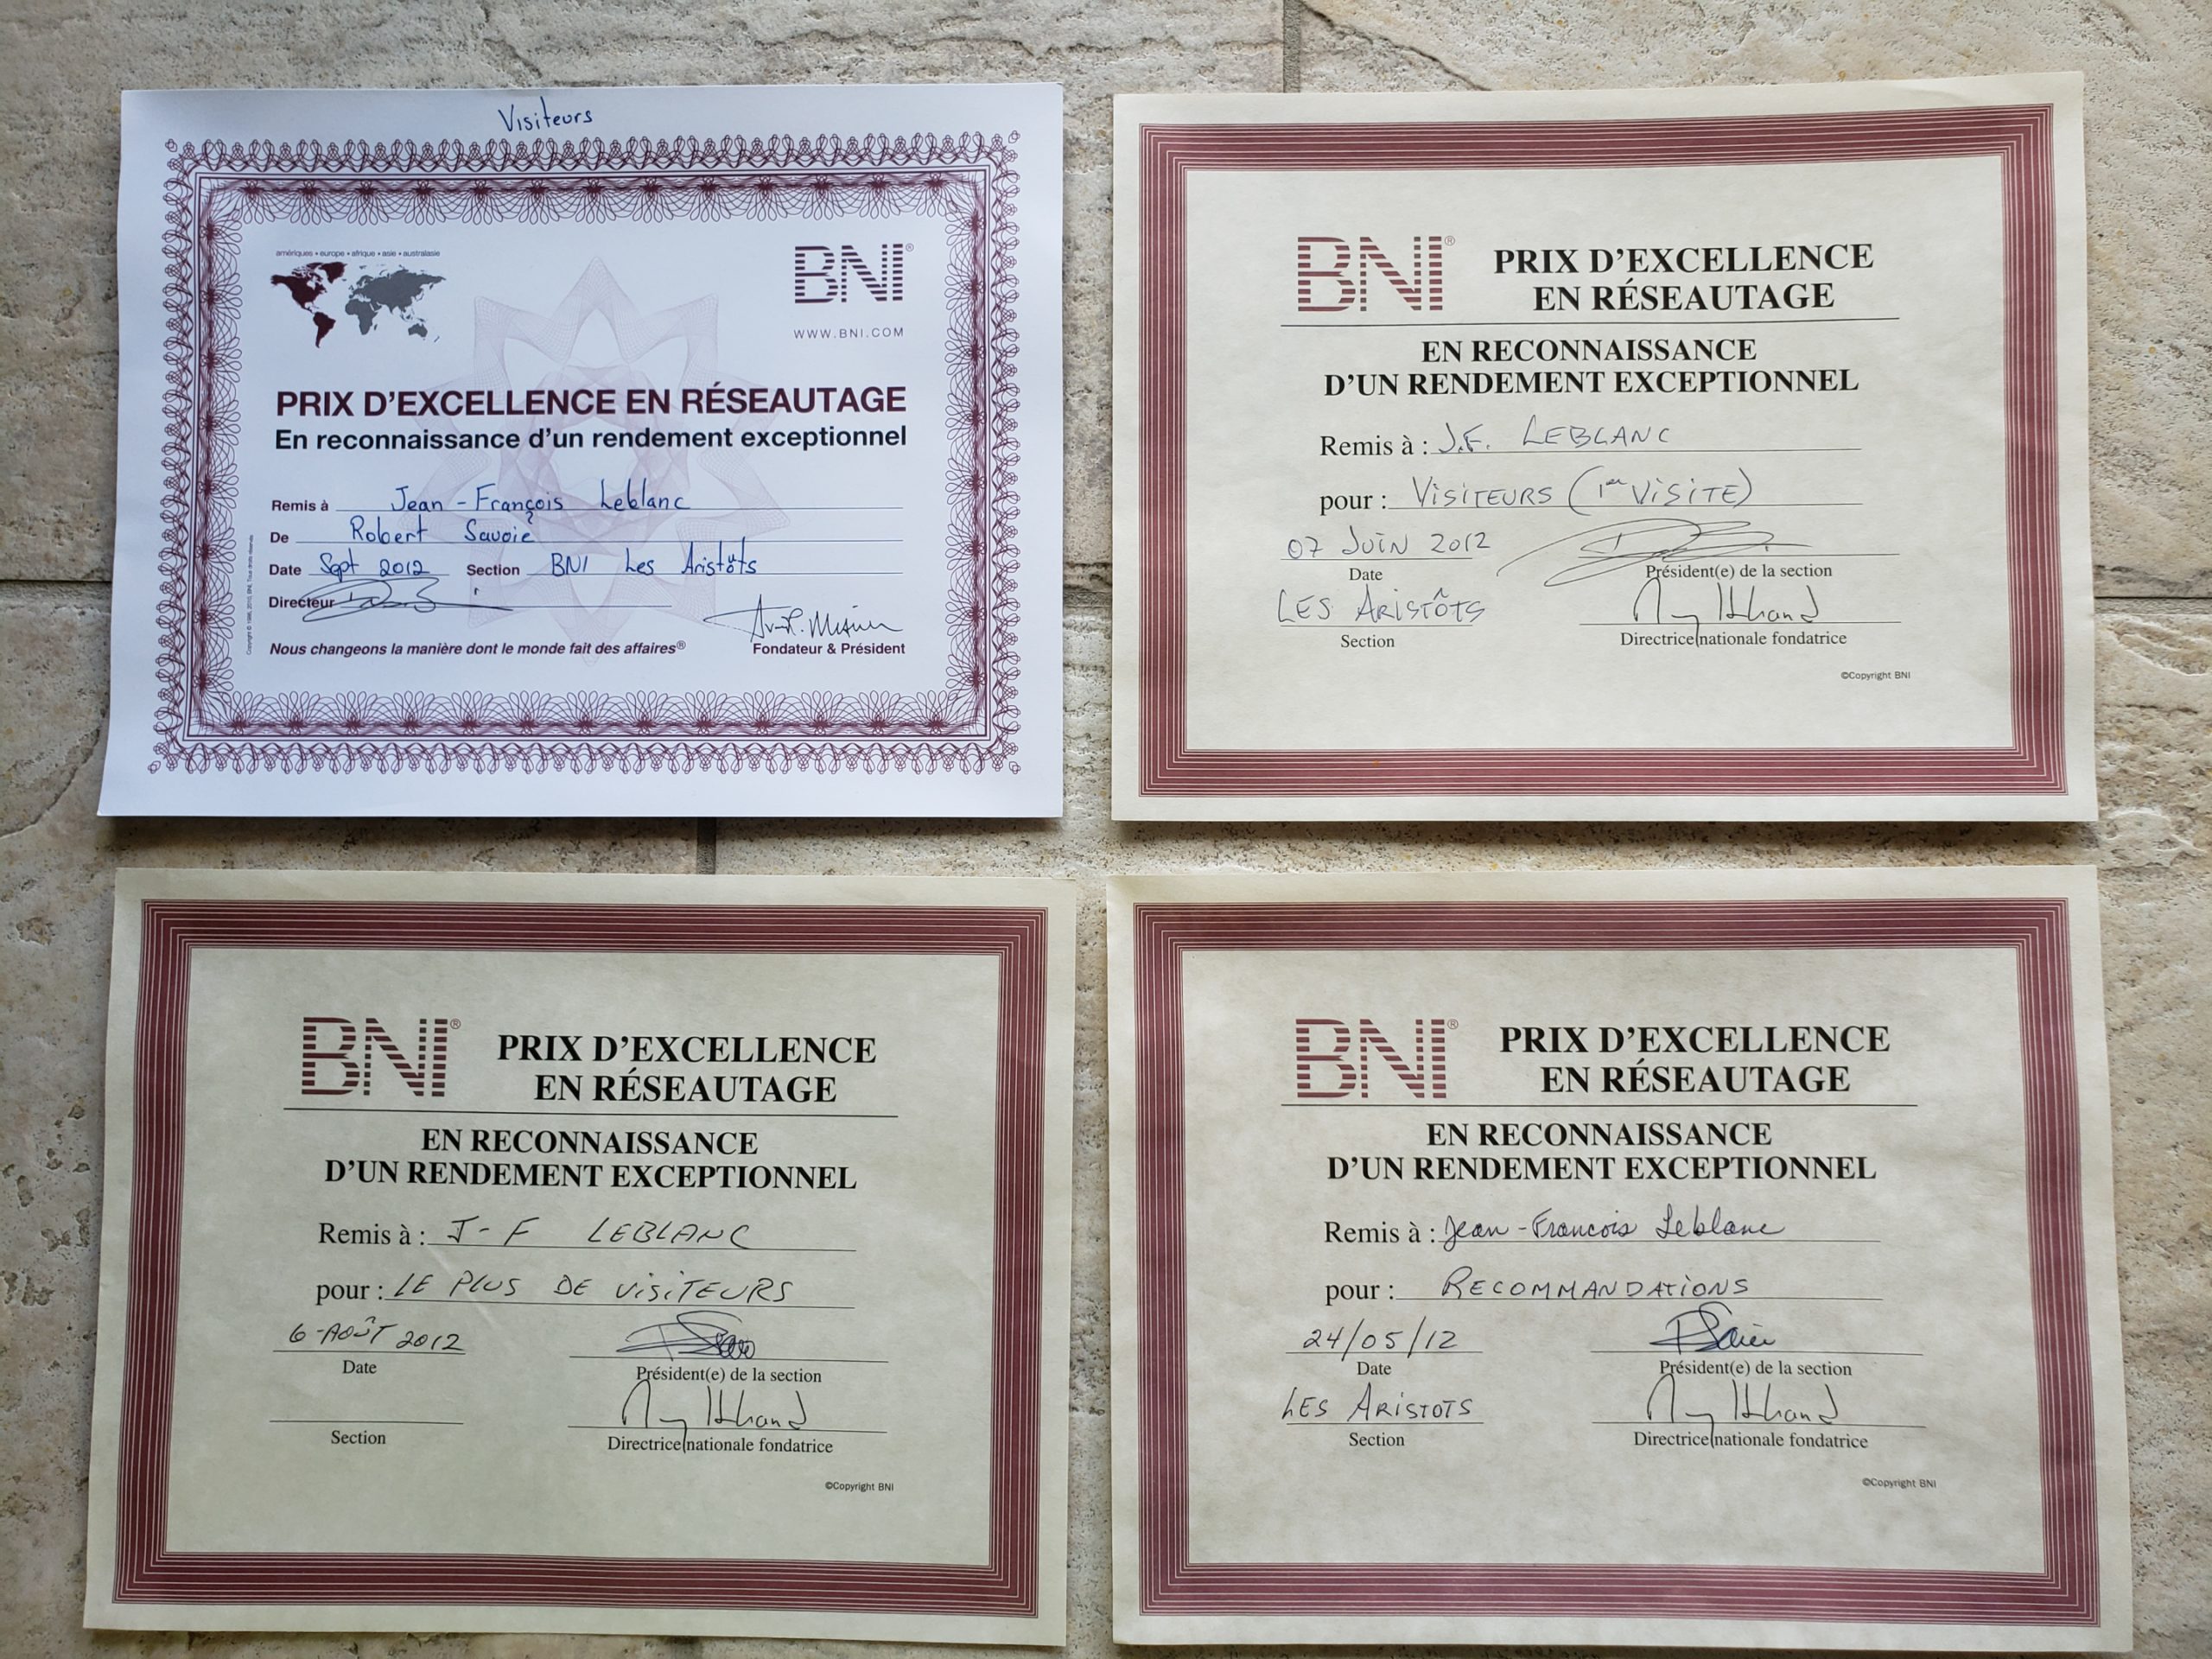 Visiteurs
amériques • europe • afrique • asie • australasie
BNI®
WWW.BNI.COM
PRIX D'EXCELLENCE EN RÉSEAUTAGE
En reconnaissance d'un rendement exceptionnel
Remis à Jean-François Leblanc
De Robert Savoie
Date Sept 2012 Section BNI Les Aristôts
Directeur
Nous changeons la manière dont le monde fait des affaires®
Fondateur & Président
BNI®
PRIX D'EXCELLENCE
EN RÉSEAUTAGE
EN RECONNAISSANCE
D'UN RENDEMENT EXCEPTIONNEL
Remis à : J.F. LEBLANC
pour : VISITEURS (1re VISITE)
07 JUIN 2012
Date
Président(e) de la section
LES ARISTÔTS
Section
Directrice nationale fondatrice
©Copyright BNI
BNI®
PRIX D'EXCELLENCE
EN RÉSEAUTAGE
EN RECONNAISSANCE
D'UN RENDEMENT EXCEPTIONNEL
Remis à : J-F LEBLANC
pour : LE PLUS DE VISITEURS
6-AOÛT 2012
Date
Président(e) de la section
Section
Directrice nationale fondatrice
©Copyright BNI
BNI®
PRIX D'EXCELLENCE
EN RÉSEAUTAGE
EN RECONNAISSANCE
D'UN RENDEMENT EXCEPTIONNEL
Remis à : Jean-Francois Leblanc
pour : RECOMMANDATIONS
24/05/12
Date
Président(e) de la section
LES ARISTOTS
Section
Directrice nationale fondatrice
©Copyright BNI